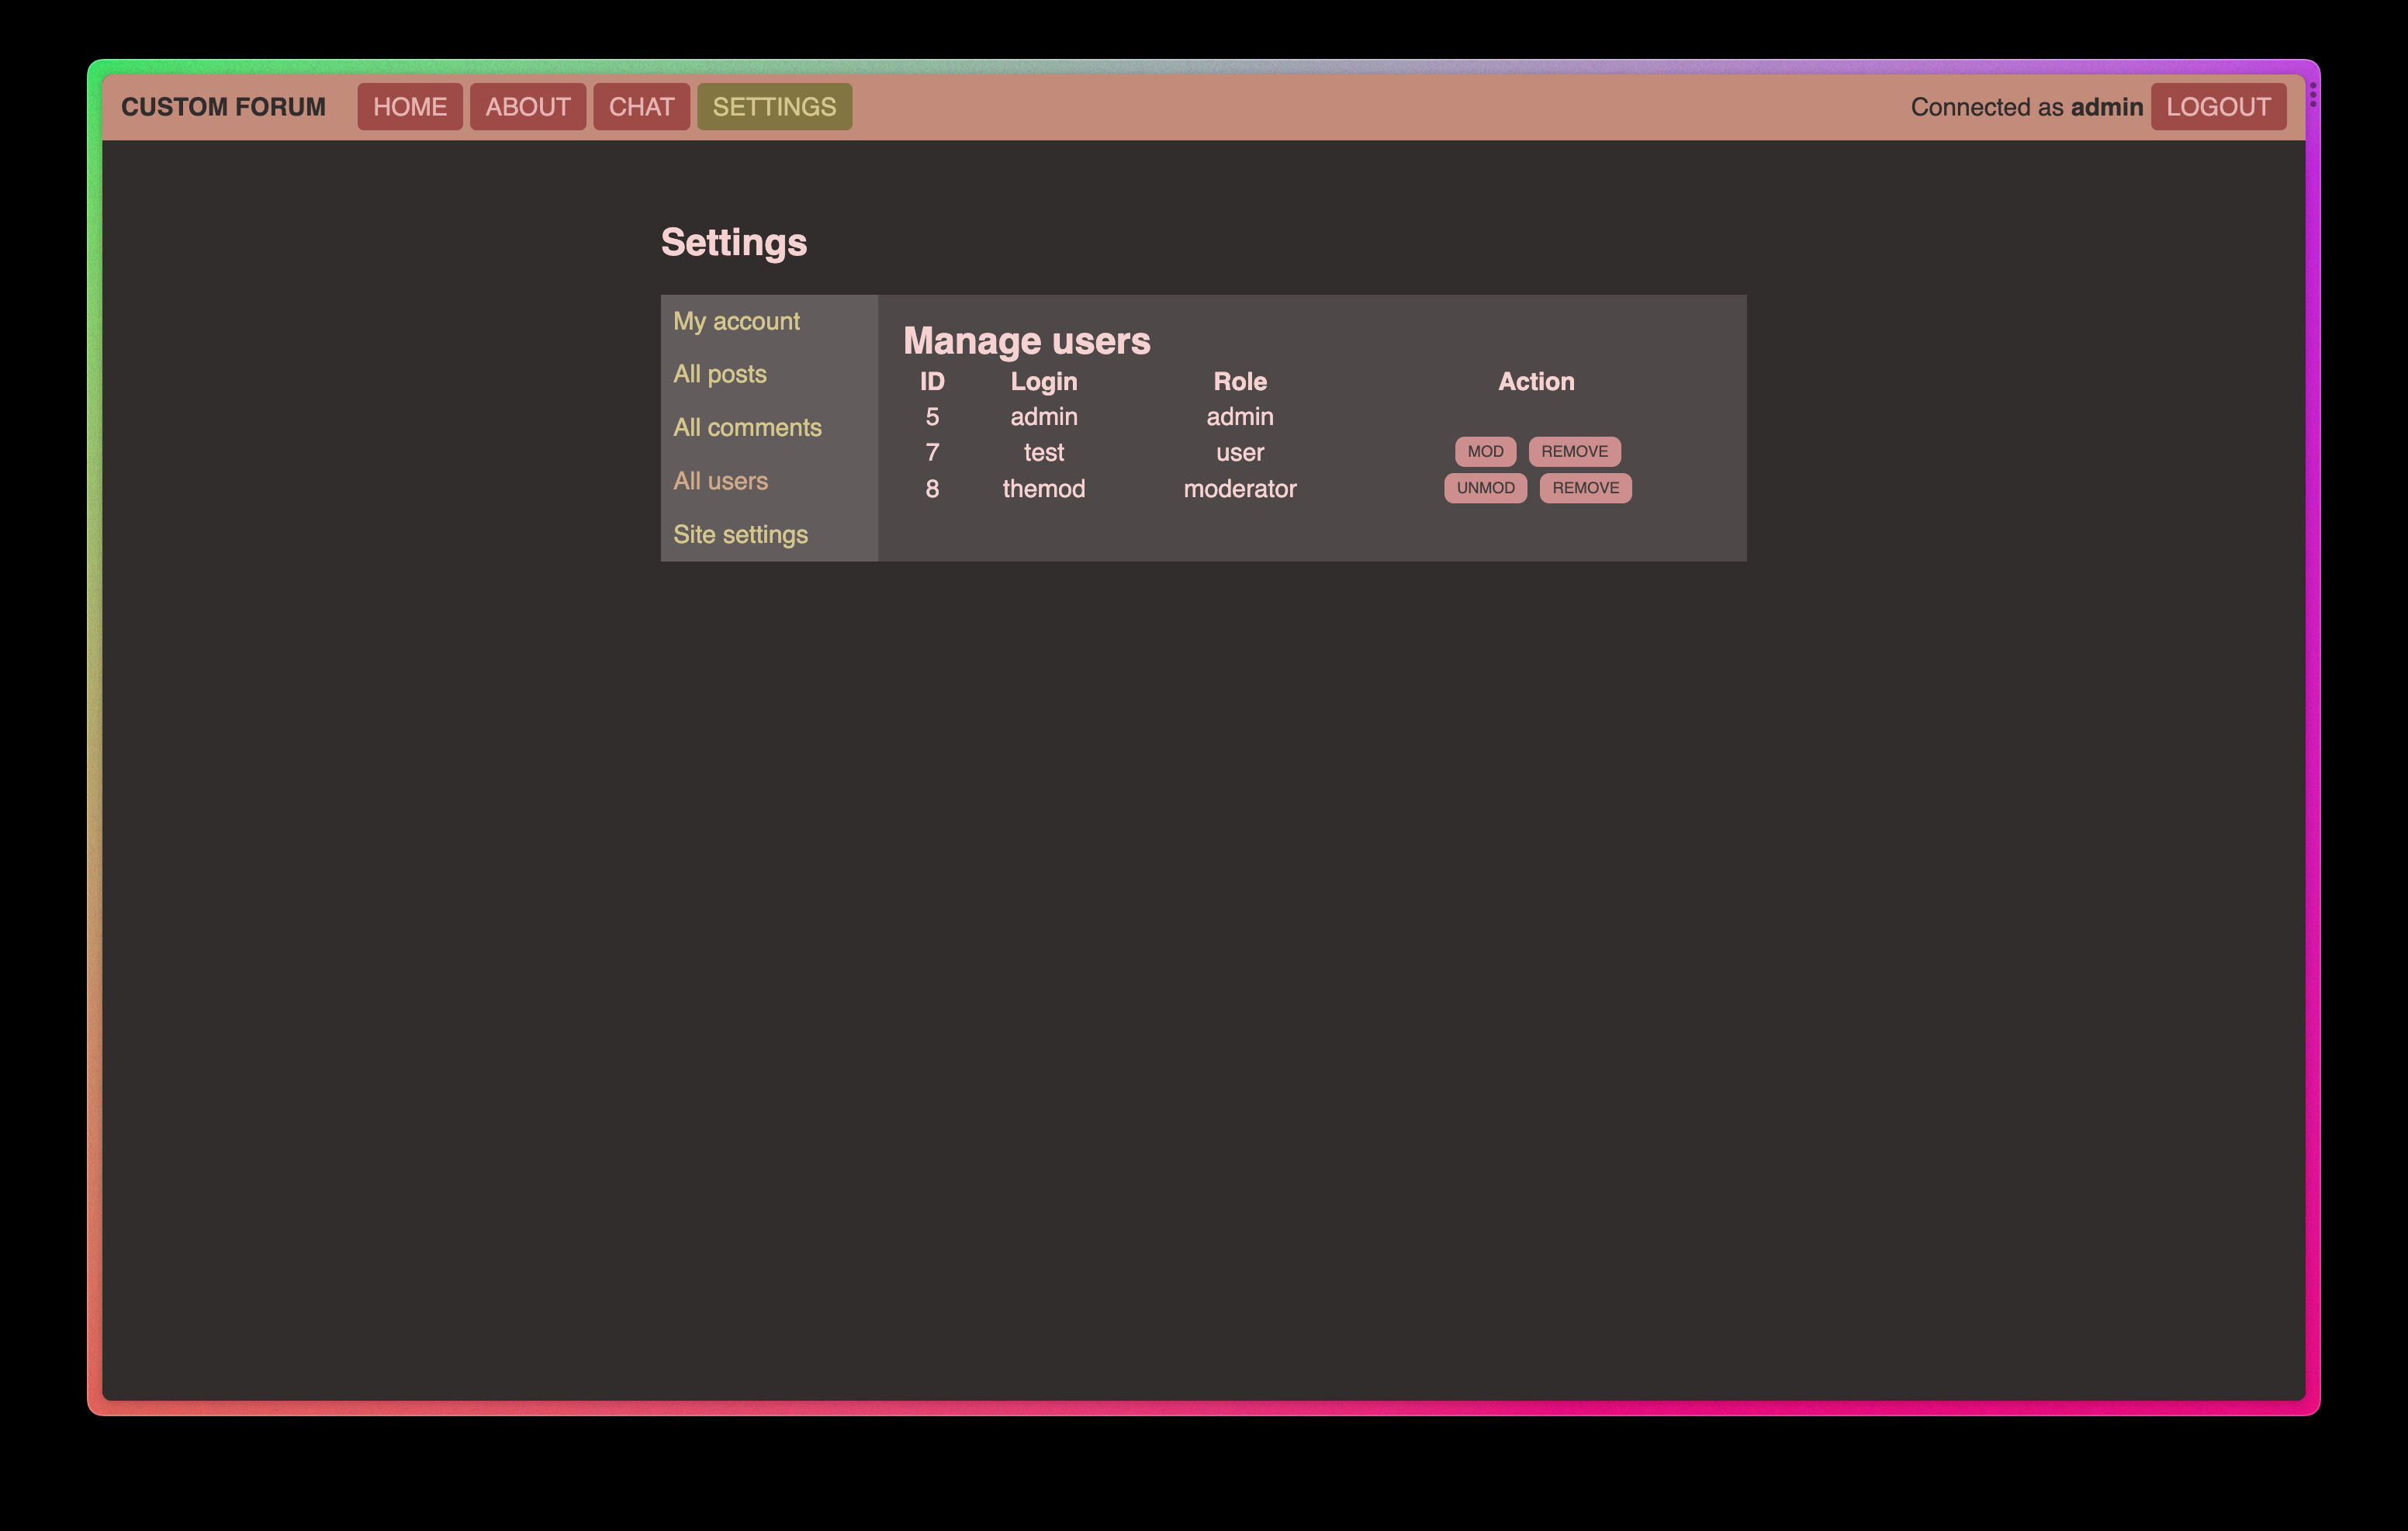 CUSTOM FORUM HOME ABOUT CHAT SETTINGS Connected as admin LOGOUT
Settings
My account
All posts
All comments
All users
Site settings
Manage users
ID Login Role Action
5 admin admin
7 test user MOD REMOVE
8 themod moderator UNMOD REMOVE